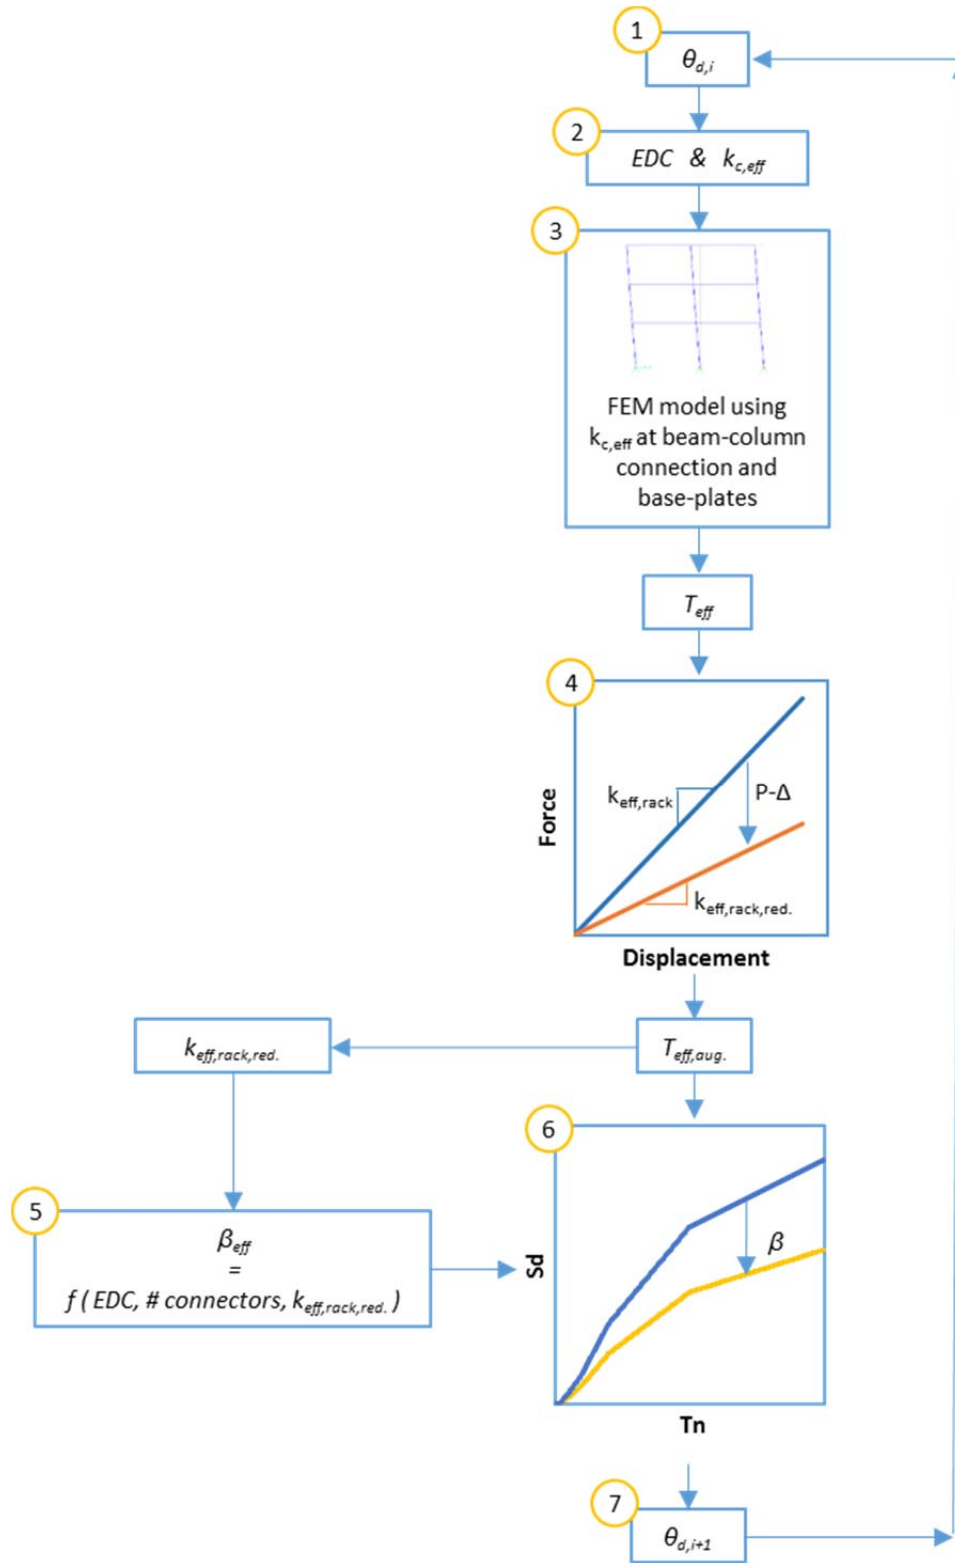 1
θd,i
2
EDC & kc,eff
3
FEM model using
kc,eff at beam-column
connection and
base-plates
Teff
4
keff,rack
P-Δ
keff,rack,red.
Force
Displacement
keff,rack,red.
Teff,aug.
5
βeff
=
f ( EDC, # connectors, keff,rack,red. )
6
β
Sd
Tn
7
θd,i+1